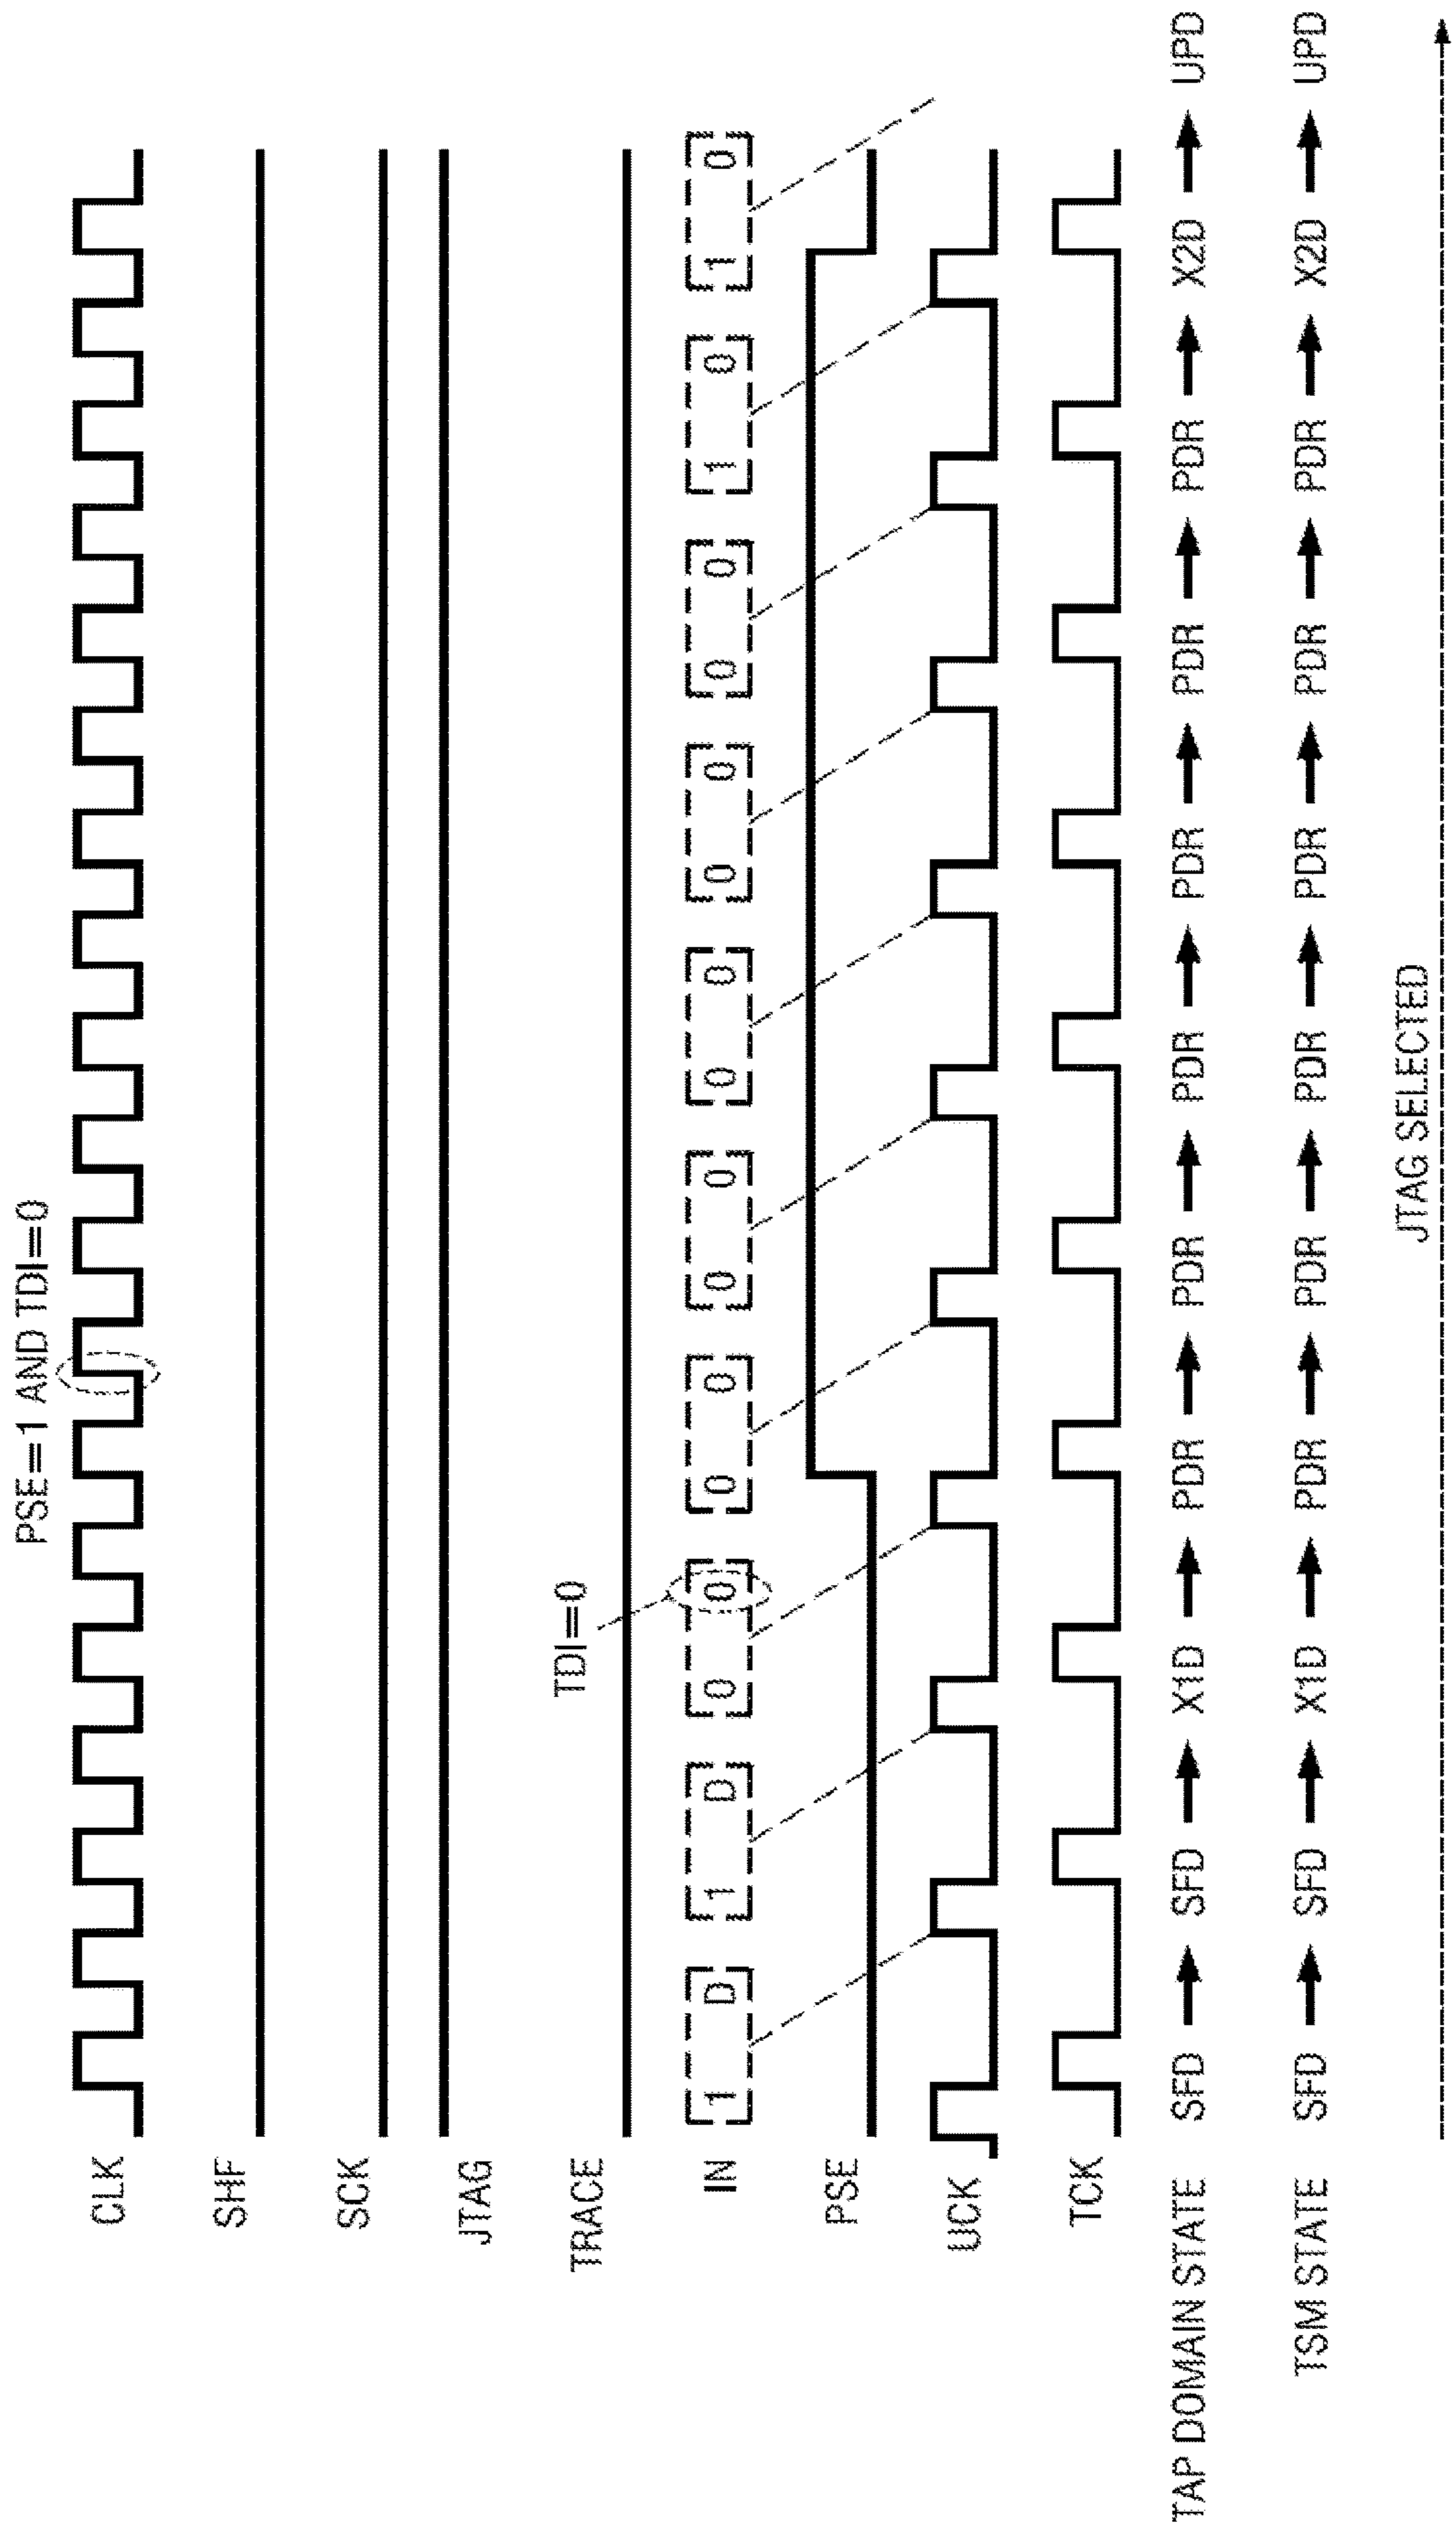 PSE=1 AND TDI=0
CLK
SHF
SCK
JTAG
TDI=0
TRACE
IN 1 D 1 D 0 0 0 0 0 0 0 0 0 0 0 0 1 0 1 0
PSE
UCK
TCK
TAP DOMAIN STATE SFD SFD X1D PDR PDR PDR PDR PDR PDR X2D UPD
TSM STATE SFD SFD X1D PDR PDR PDR PDR PDR PDR X2D UPD
JTAG SELECTED